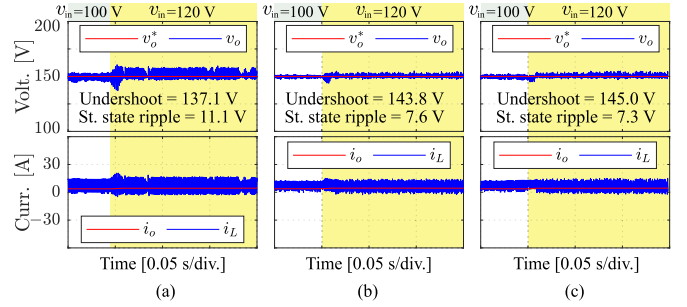 v_in=100 V v_in=120 V v_in=100 V v_in=120 V v_in=100 V v_in=120 V
Volt. [V]
200
150
100
v_o^* v_o
Undershoot = 137.1 V
St. state ripple = 11.1 V
v_o^* v_o
Undershoot = 143.8 V
St. state ripple = 7.6 V
v_o^* v_o
Undershoot = 145.0 V
St. state ripple = 7.3 V
Curr. [A]
30
0
−30
i_o i_L
i_o i_L
i_o i_L
Time [0.05 s/div.] Time [0.05 s/div.] Time [0.05 s/div.]
(a) (b) (c)